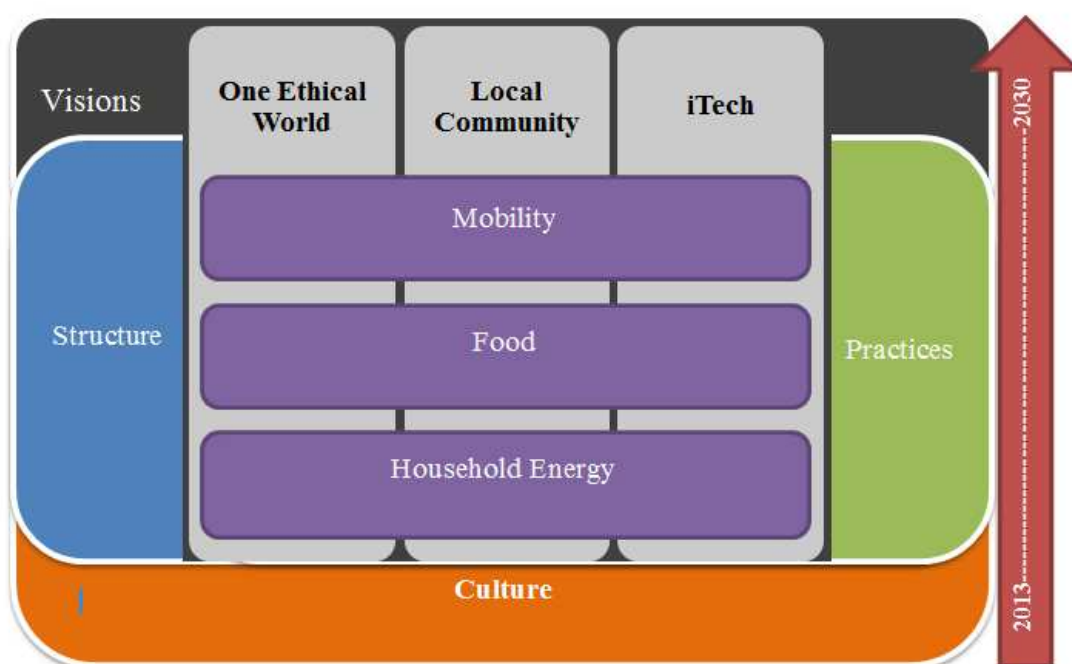 Visions
One Ethical
World
Local
Community
iTech
Mobility
Structure
Food
Practices
Household Energy
Culture
2013----------------------------2030